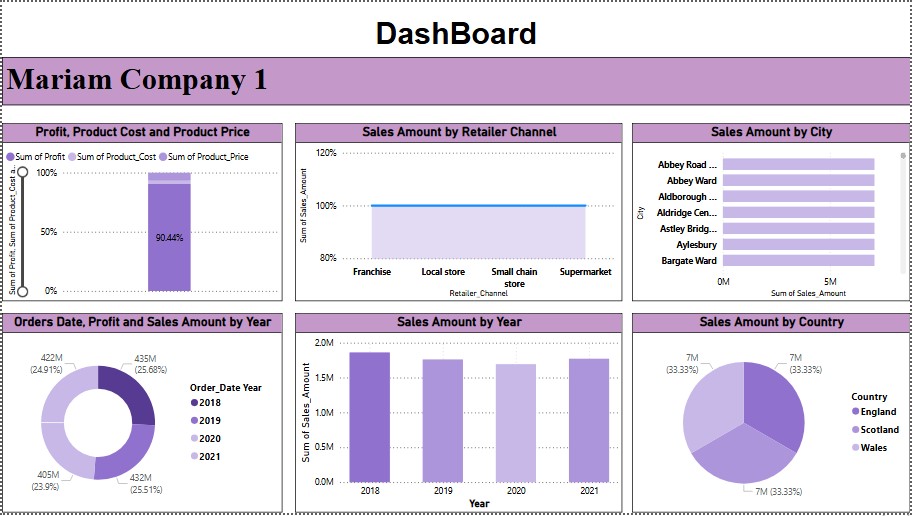 DashBoard
Mariam Company 1
Profit, Product Cost and Product Price
Sum of Profit Sum of Product_Cost Sum of Product_Price
Sum of Profit, Sum of Product_Cost a...
100%
50%
0%
90.44%
Sales Amount by Retailer Channel
Sum of Sales_Amount
120%
100%
80%
Franchise
Local store
Small chain
store
Supermarket
Retailer_Channel
Sales Amount by City
City
Abbey Road ...
Abbey Ward
Aldborough ...
Aldridge Cen...
Astley Bridg...
Aylesbury
Bargate Ward
0M
5M
Sum of Sales_Amount
Orders Date, Profit and Sales Amount by Year
422M
(24.91%)
435M
(25.68%)
405M
(23.9%)
432M
(25.51%)
Order_Date Year
2018
2019
2020
2021
Sales Amount by Year
Sum of Sales_Amount
2.0M
1.5M
1.0M
0.5M
0.0M
2018
2019
2020
2021
Year
Sales Amount by Country
7M
(33.33%)
7M
(33.33%)
7M (33.33%)
Country
England
Scotland
Wales